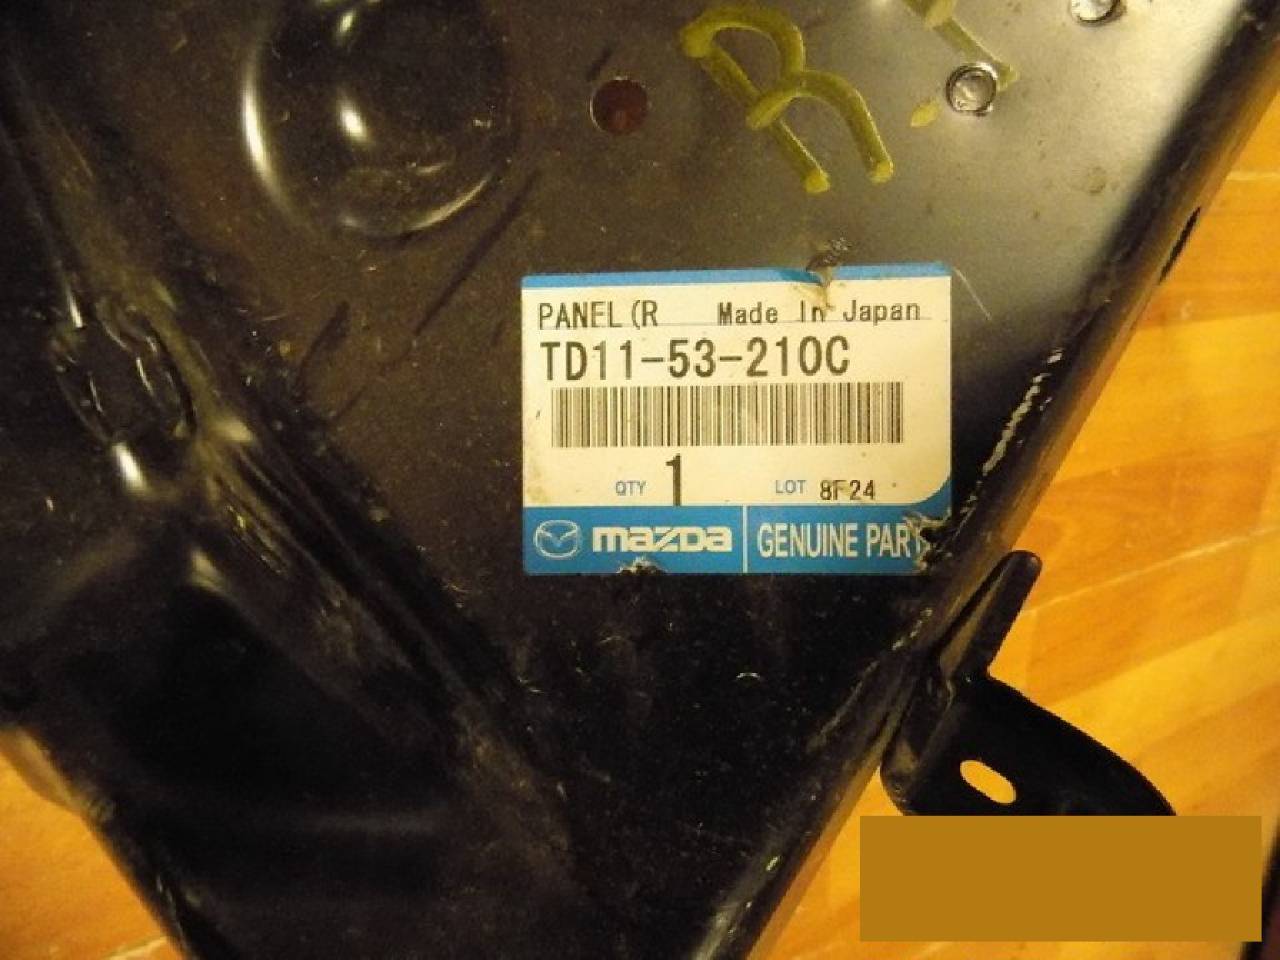 R
PANEL(R Made In Japan
TD11-53-210C
QTY 1 LOT 8F24
mazda GENUINE PART